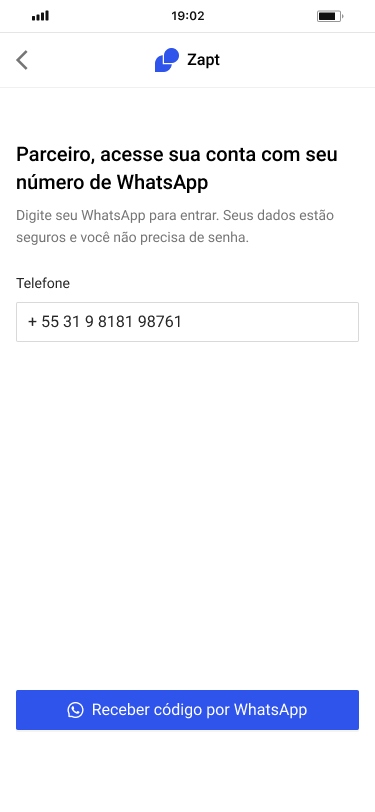 19:02
Zapt
Parceiro, acesse sua conta com seu
número de WhatsApp
Digite seu WhatsApp para entrar. Seus dados estão
seguros e você não precisa de senha.
Telefone
+ 55 31 9 8181 98761
Receber código por WhatsApp